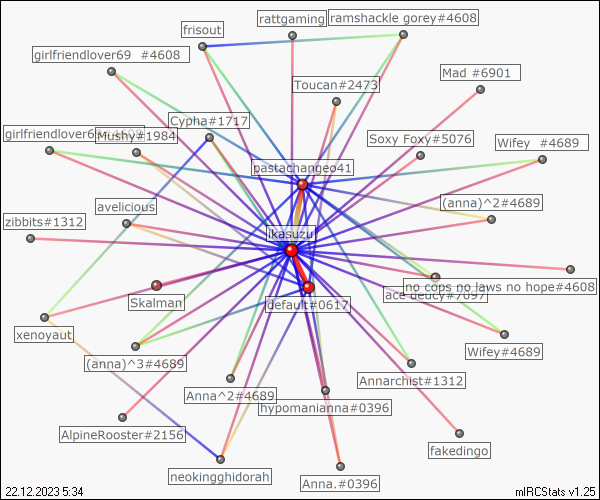 rattgaming
ramshackle gorey#4608
frisout
girlfriendlover69 #4608
Mad #6901
Toucan#2473
Cypha#1717
girlfriendlover69
Mushy#1984
Soxy Foxy#5076
Wifey #4689
pastachangeo41
(anna)^2#4689
avelicious
zibbits#1312
ikasuzu
no cops no laws no hope#4608
ace deucy#7097
Skalman
default#0617
xenoyaut
Wifey#4689
(anna)^3#4689
Annarchist#1312
Anna^2#4689
hypomanianna#0396
AlpineRooster#2156
fakedingo
neokingghidorah
Anna.#0396
22.12.2023 5:34
mIRCStats v1.25